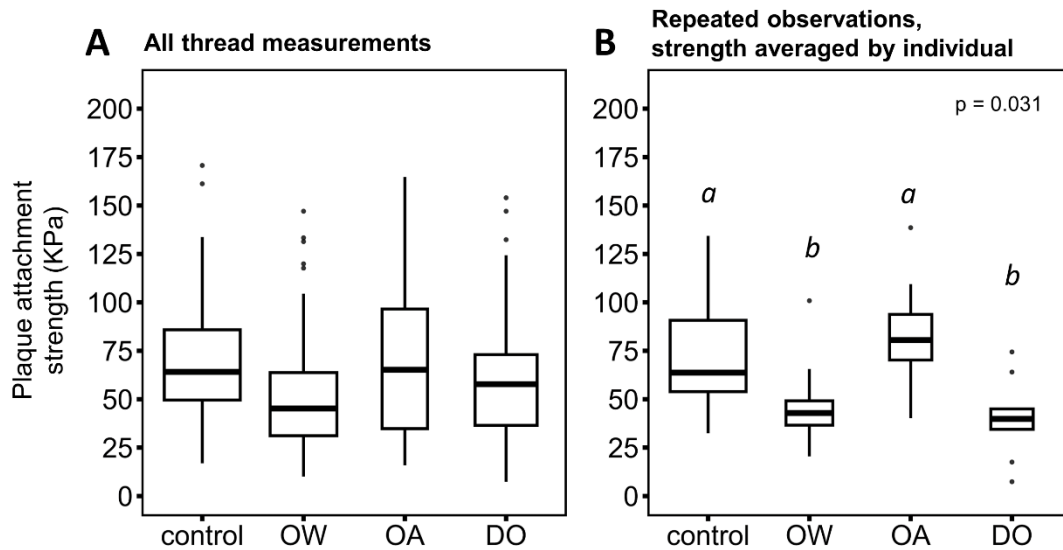 A All thread measurements
B Repeated observations,
strength averaged by individual
Plaque attachment
strength (KPa)
200
175
150
125
100
75
50
25
0
control OW OA DO
p = 0.031
a
b
a
b
200
175
150
125
100
75
50
25
0
control OW OA DO